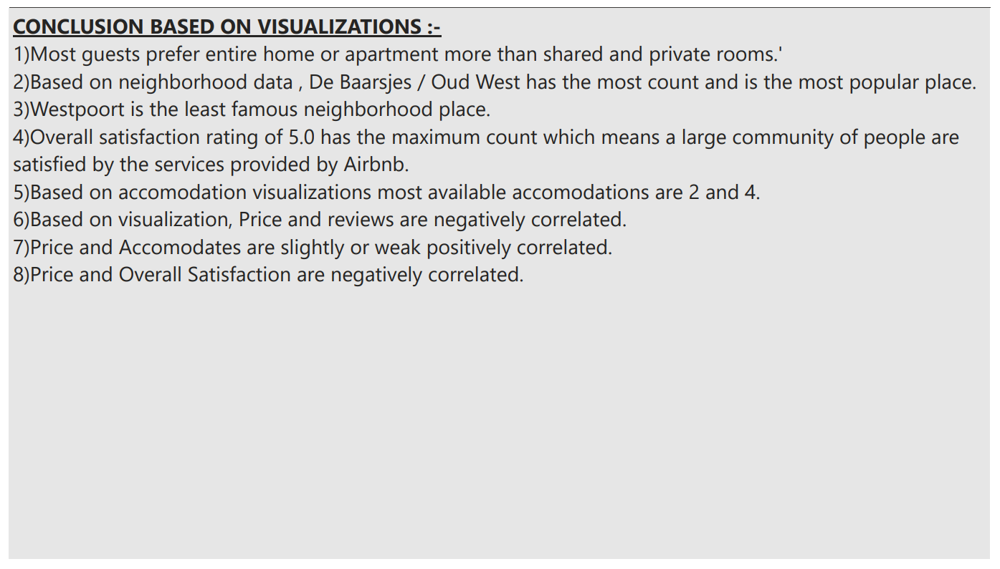 CONCLUSION BASED ON VISUALIZATIONS :-
1)Most guests prefer entire home or apartment more than shared and private rooms.'
2)Based on neighborhood data , De Baarsjes / Oud West has the most count and is the most popular place.
3)Westpoort is the least famous neighborhood place.
4)Overall satisfaction rating of 5.0 has the maximum count which means a large community of people are
satisfied by the services provided by Airbnb.
5)Based on accomodation visualizations most available accomodations are 2 and 4.
6)Based on visualization, Price and reviews are negatively correlated.
7)Price and Accomodates are slightly or weak positively correlated.
8)Price and Overall Satisfaction are negatively correlated.